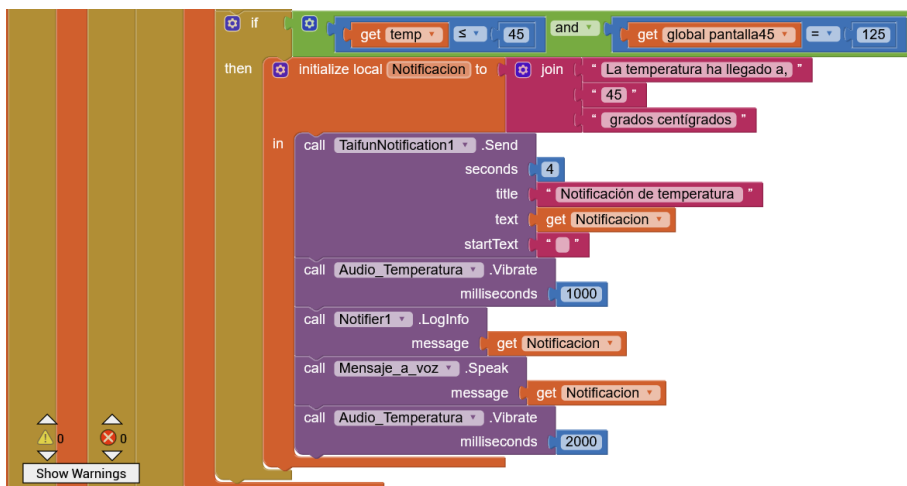 if get temp ≤ 45 and get global pantalla45 = 125
then initialize local Notificacion to join " La temperatura ha llegado a, "
" 45 "
" grados centígrados "
in call TaifunNotification1 .Send
seconds 4
title " Notificación de temperatura "
text get Notificacion
startText " "
call Audio_Temperatura .Vibrate
milliseconds 1000
call Notifier1 .LogInfo
message get Notificacion
call Mensaje_a_voz .Speak
message get Notificacion
call Audio_Temperatura .Vibrate
milliseconds 2000
0 0
Show Warnings